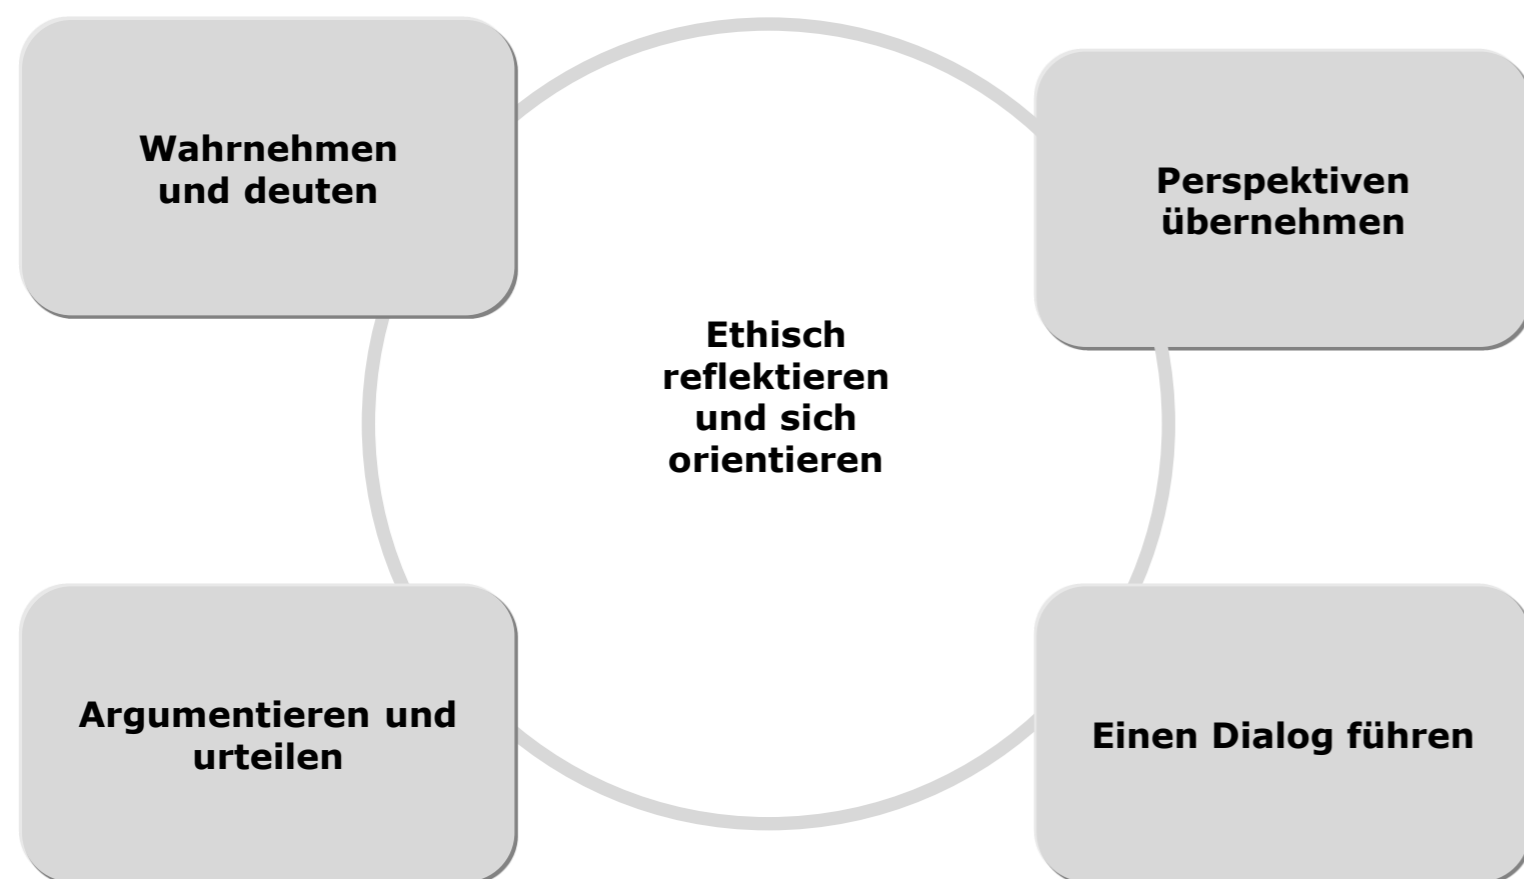 Wahrnehmen
und deuten
Perspektiven
übernehmen
Ethisch
reflektieren
und sich
orientieren
Argumentieren und
urteilen
Einen Dialog führen